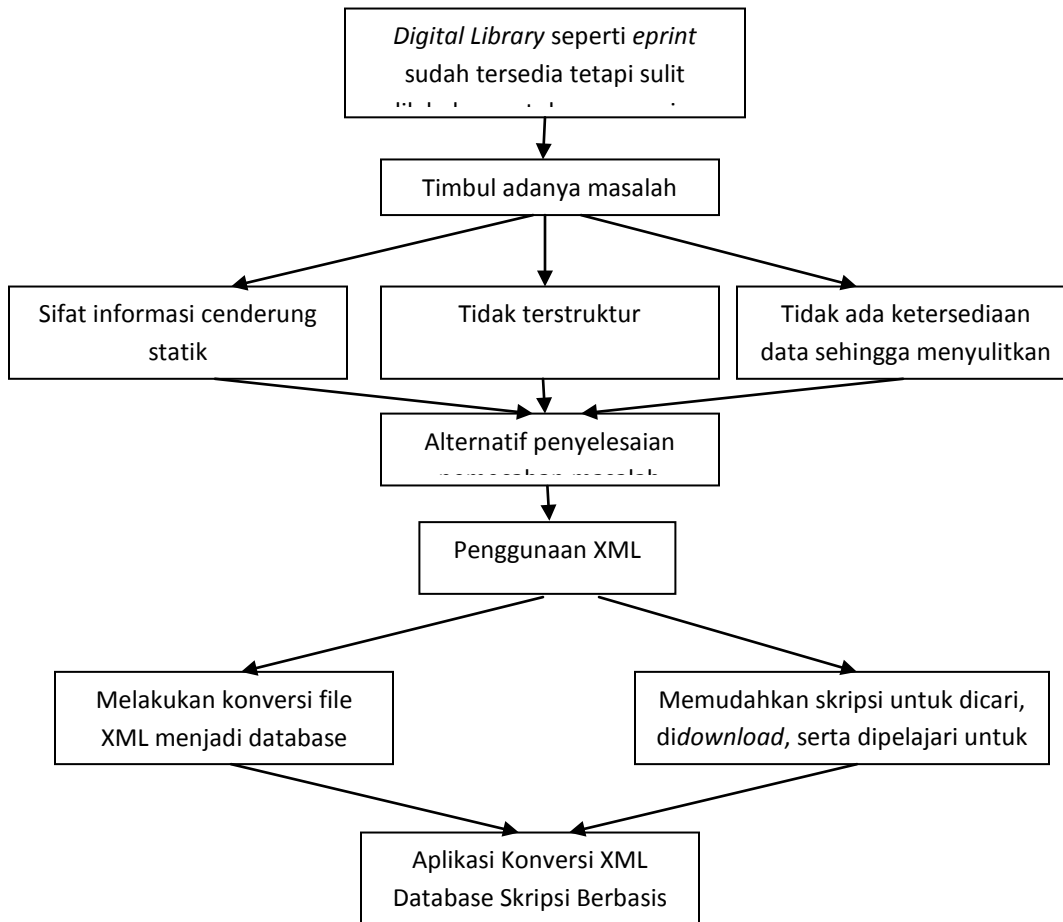 Digital Library seperti eprint
sudah tersedia tetapi sulit
Timbul adanya masalah
Sifat informasi cenderung
statik
Tidak terstruktur
Tidak ada ketersediaan
data sehingga menyulitkan
Alternatif penyelesaian
pemecahan masalah
Penggunaan XML
Melakukan konversi file
XML menjadi database
Memudahkan skripsi untuk dicari,
didownload, serta dipelajari untuk
Aplikasi Konversi XML
Database Skripsi Berbasis